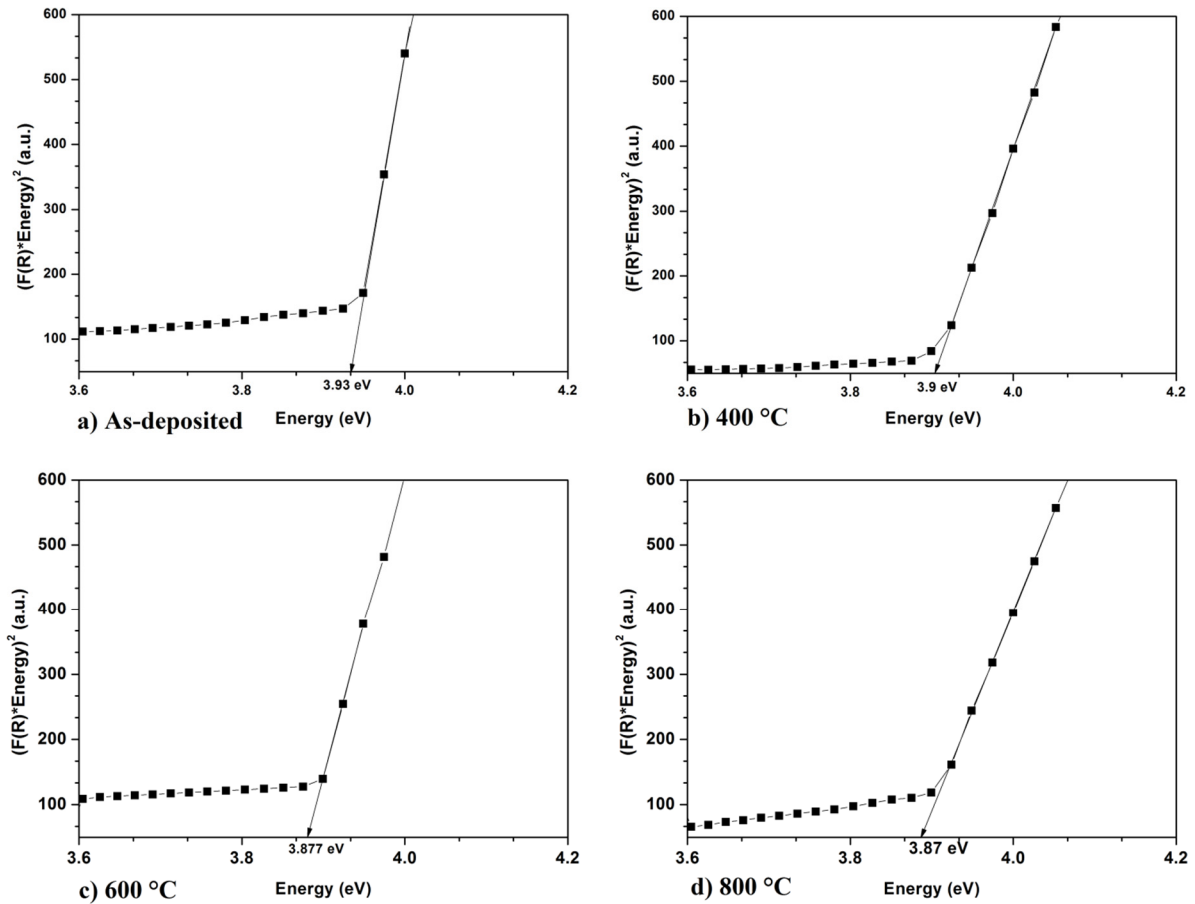 600
500
400
300
200
100
(F(R)*Energy)² (a.u.)
3.6
3.8
4.0
4.2
3.93 eV
Energy (eV)
a) As-deposited
600
500
400
300
200
100
(F(R)*Energy)² (a.u.)
3.6
3.8
4.0
4.2
3.9 eV
Energy (eV)
b) 400 °C
600
500
400
300
200
100
(F(R)*Energy)² (a.u.)
3.6
3.8
4.0
4.2
3.877 eV
Energy (eV)
c) 600 °C
600
500
400
300
200
100
(F(R)*Energy)² (a.u.)
3.6
3.8
4.0
4.2
3.87 eV
Energy (eV)
d) 800 °C